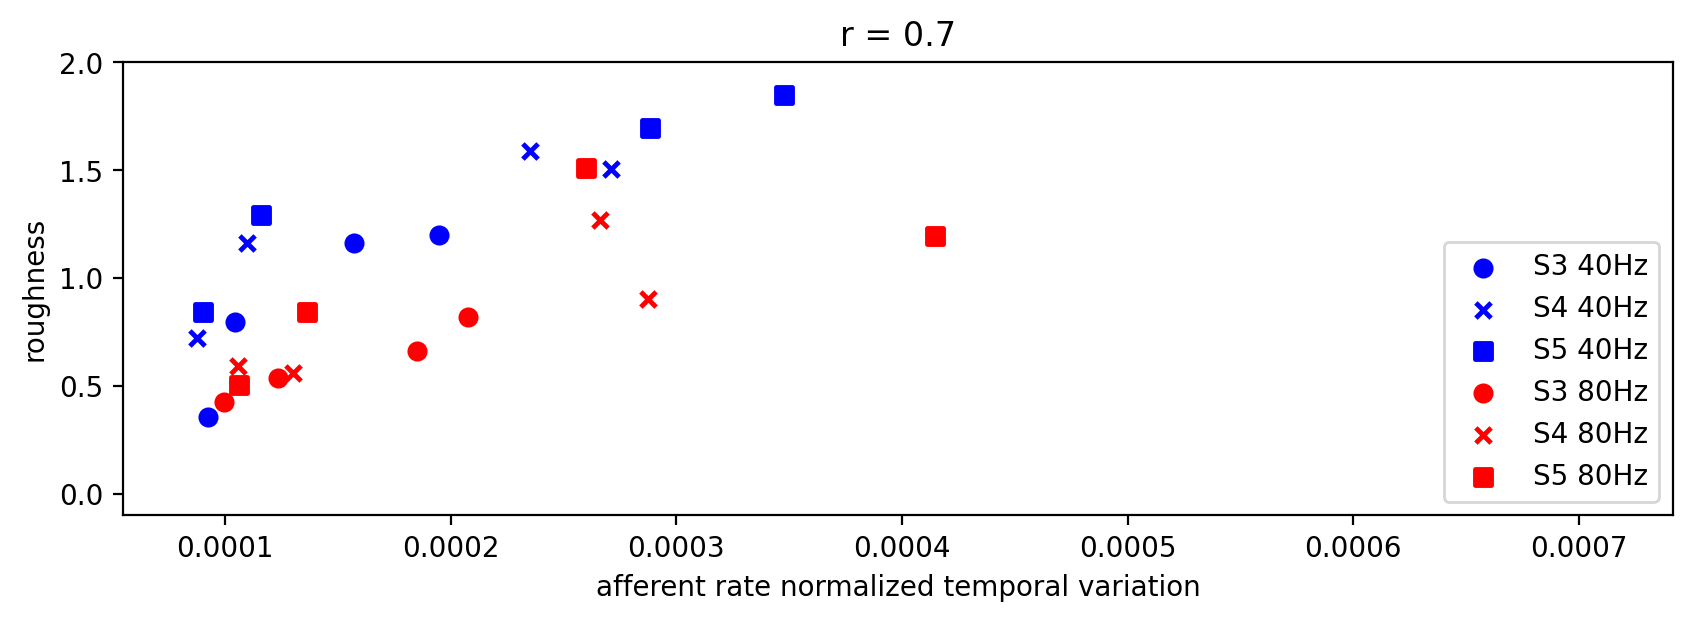 r = 0.7
2.0
1.5
1.0
0.5
0.0
roughness
0.0001 0.0002 0.0003 0.0004 0.0005 0.0006 0.0007
afferent rate normalized temporal variation
S3 40Hz
S4 40Hz
S5 40Hz
S3 80Hz
S4 80Hz
S5 80Hz